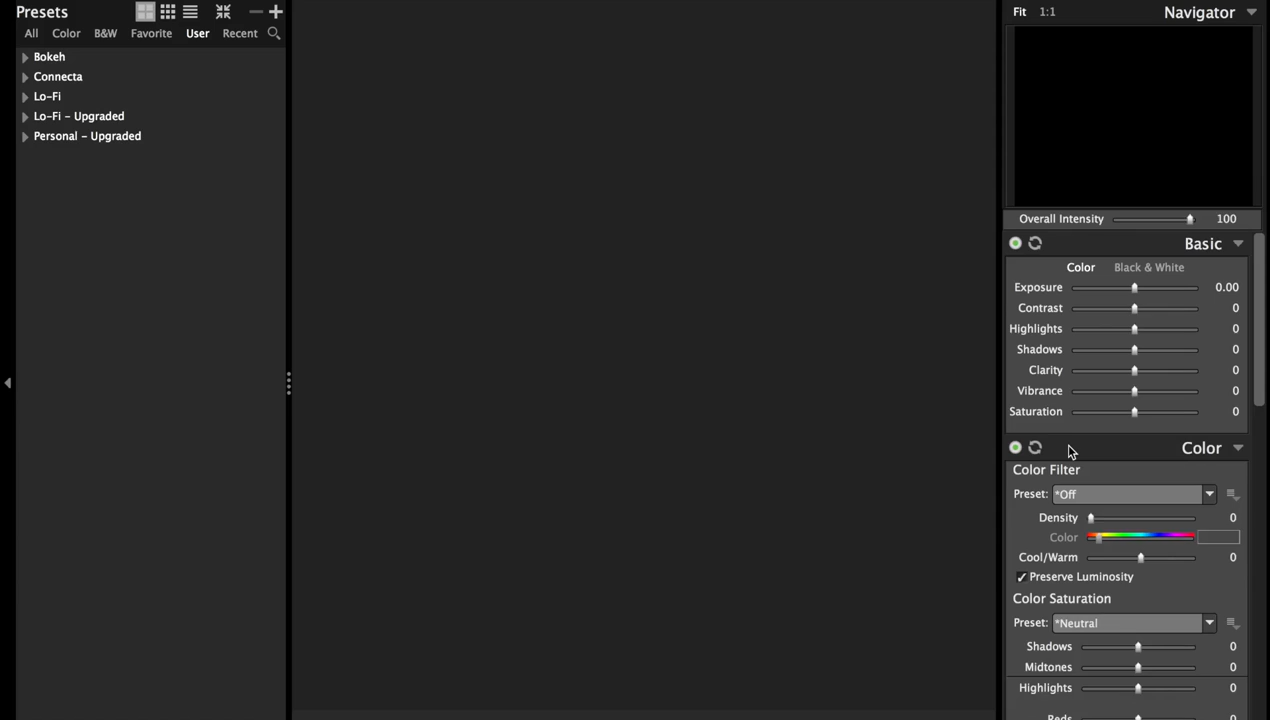 Presets
All Color B&W Favorite User Recent
Bokeh
Connecta
Lo-Fi
Lo-Fi - Upgraded
Personal - Upgraded
Fit 1:1 Navigator
Overall Intensity 100
Basic
Color Black & White
Exposure 0.00
Contrast 0
Highlights 0
Shadows 0
Clarity 0
Vibrance 0
Saturation 0
Color
Color Filter
Preset: *Off
Density 0
Color
Cool/Warm 0
Preserve Luminosity
Color Saturation
Preset: *Neutral
Shadows 0
Midtones 0
Highlights 0
Reds 0